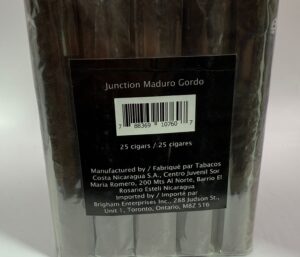 Junction Maduro Gordo
7 88369 10760 7
25 cigars / 25 cigares
Manufactured by / Fabriqué par Tabacos
Costa Nicaragua S.A., Centro Juvenil Sor
Maria Romero, 200 Mts Al Norte, Barrio El
Rosario Esteli Nicaragua
Imported by / Importé par
Brigham Enterprises Inc., 288 Judson St.,
Unit 1, Toronto, Ontario, M8Z 5T6